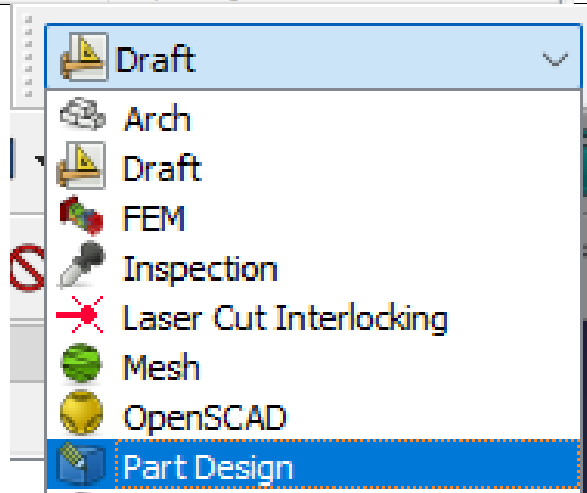 Draft
Arch
Draft
FEM
Inspection
Laser Cut Interlocking
Mesh
OpenSCAD
Part Design